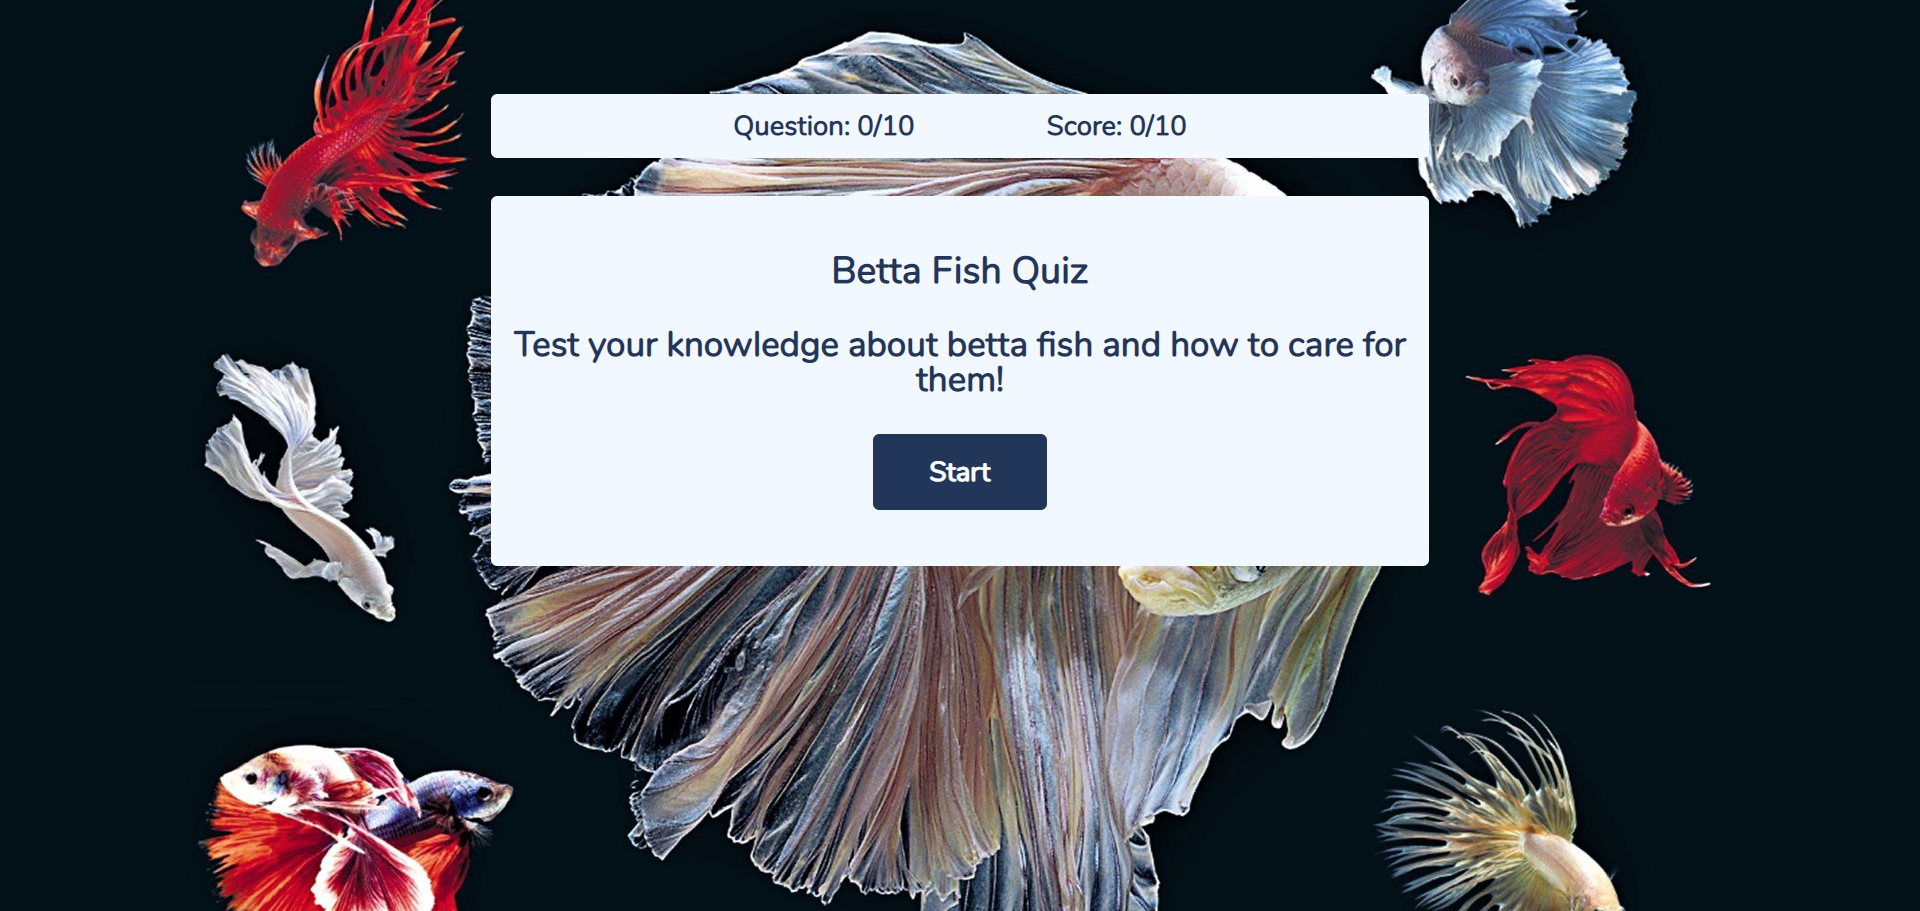 Question: 0/10 Score: 0/10
Betta Fish Quiz
Test your knowledge about betta fish and how to care for
them!
Start